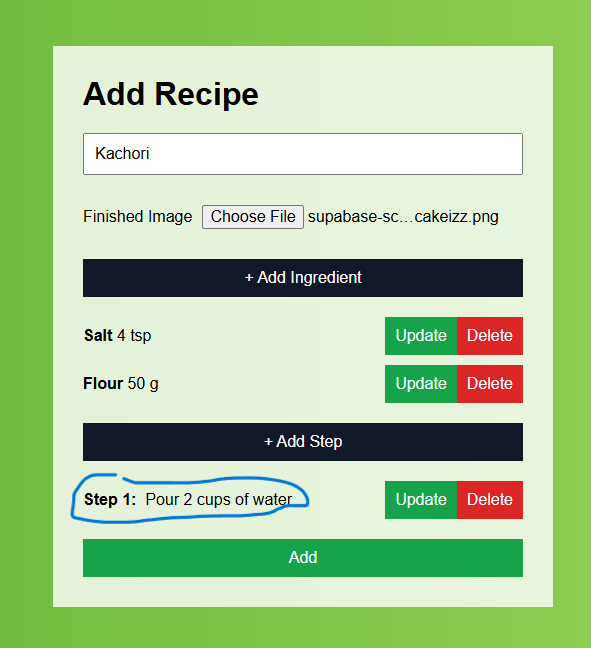 Add Recipe
Kachori
Finished Image Choose File supabase-sc...cakeizz.png
+ Add Ingredient
Salt 4 tsp Update Delete
Flour 50 g Update Delete
+ Add Step
Step 1: Pour 2 cups of water Update Delete
Add